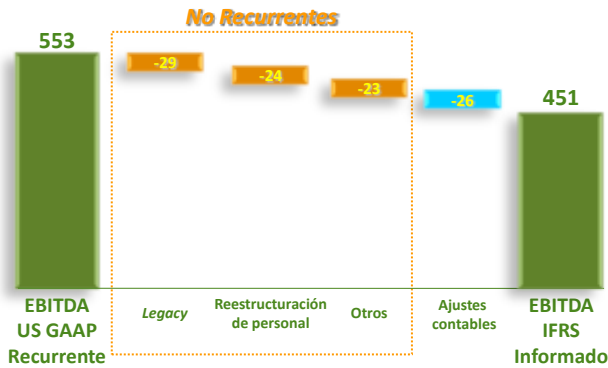 No Recurrentes
553
-29
-24
-23
-26
451
EBITDA
US GAAP
Recurrente
Legacy
Reestructuración
de personal
Otros
Ajustes
contables
EBITDA
IFRS
Informado